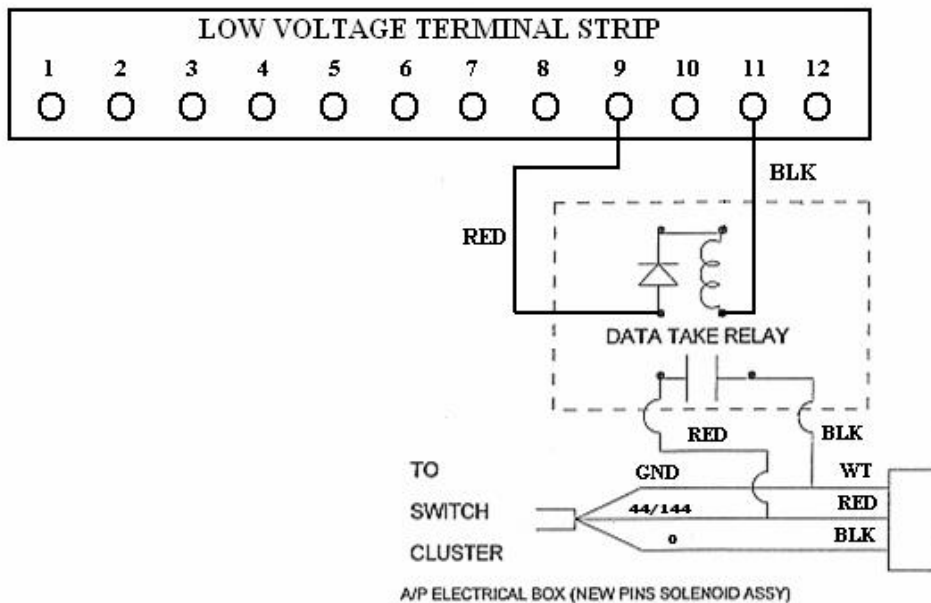 LOW VOLTAGE TERMINAL STRIP
1 2 3 4 5 6 7 8 9 10 11 12
BLK
RED
DATA TAKE RELAY
RED BLK
TO GND WT
SWITCH 44/144 RED
CLUSTER 0 BLK
A/P ELECTRICAL BOX (NEW PINS SOLENOID ASSY)